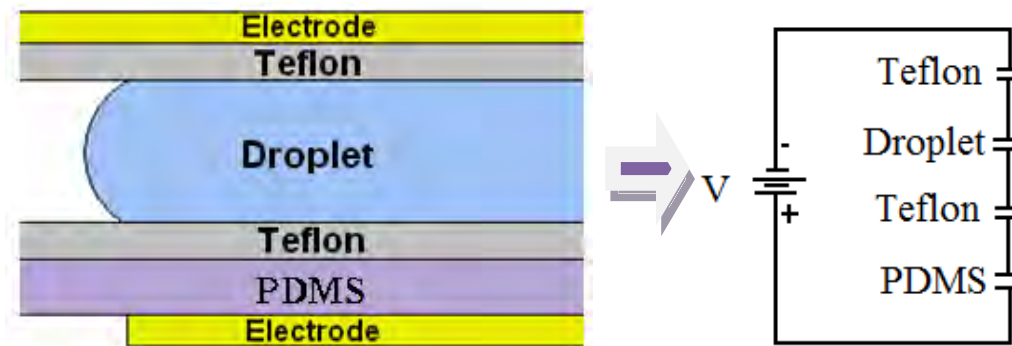 Electrode
Teflon
Droplet
Teflon
PDMS
Electrode
Teflon
Droplet
Teflon
PDMS
V
-
+